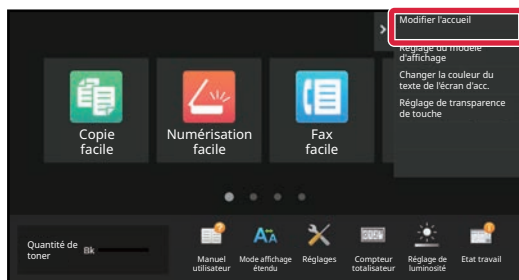 Modifier l'accueil
Réglage du modèle
d'affichage
Changer la couleur du
texte de l'écran d'acc.
Réglage de transparence
de touche
Copie
facile
Numérisation
facile
Fax
facile
Quantité de
toner
Bk
Manuel
utilisateur
Mode affichage
étendu
Réglages
Compteur
totalisateur
Réglage de
luminosité
Etat travail